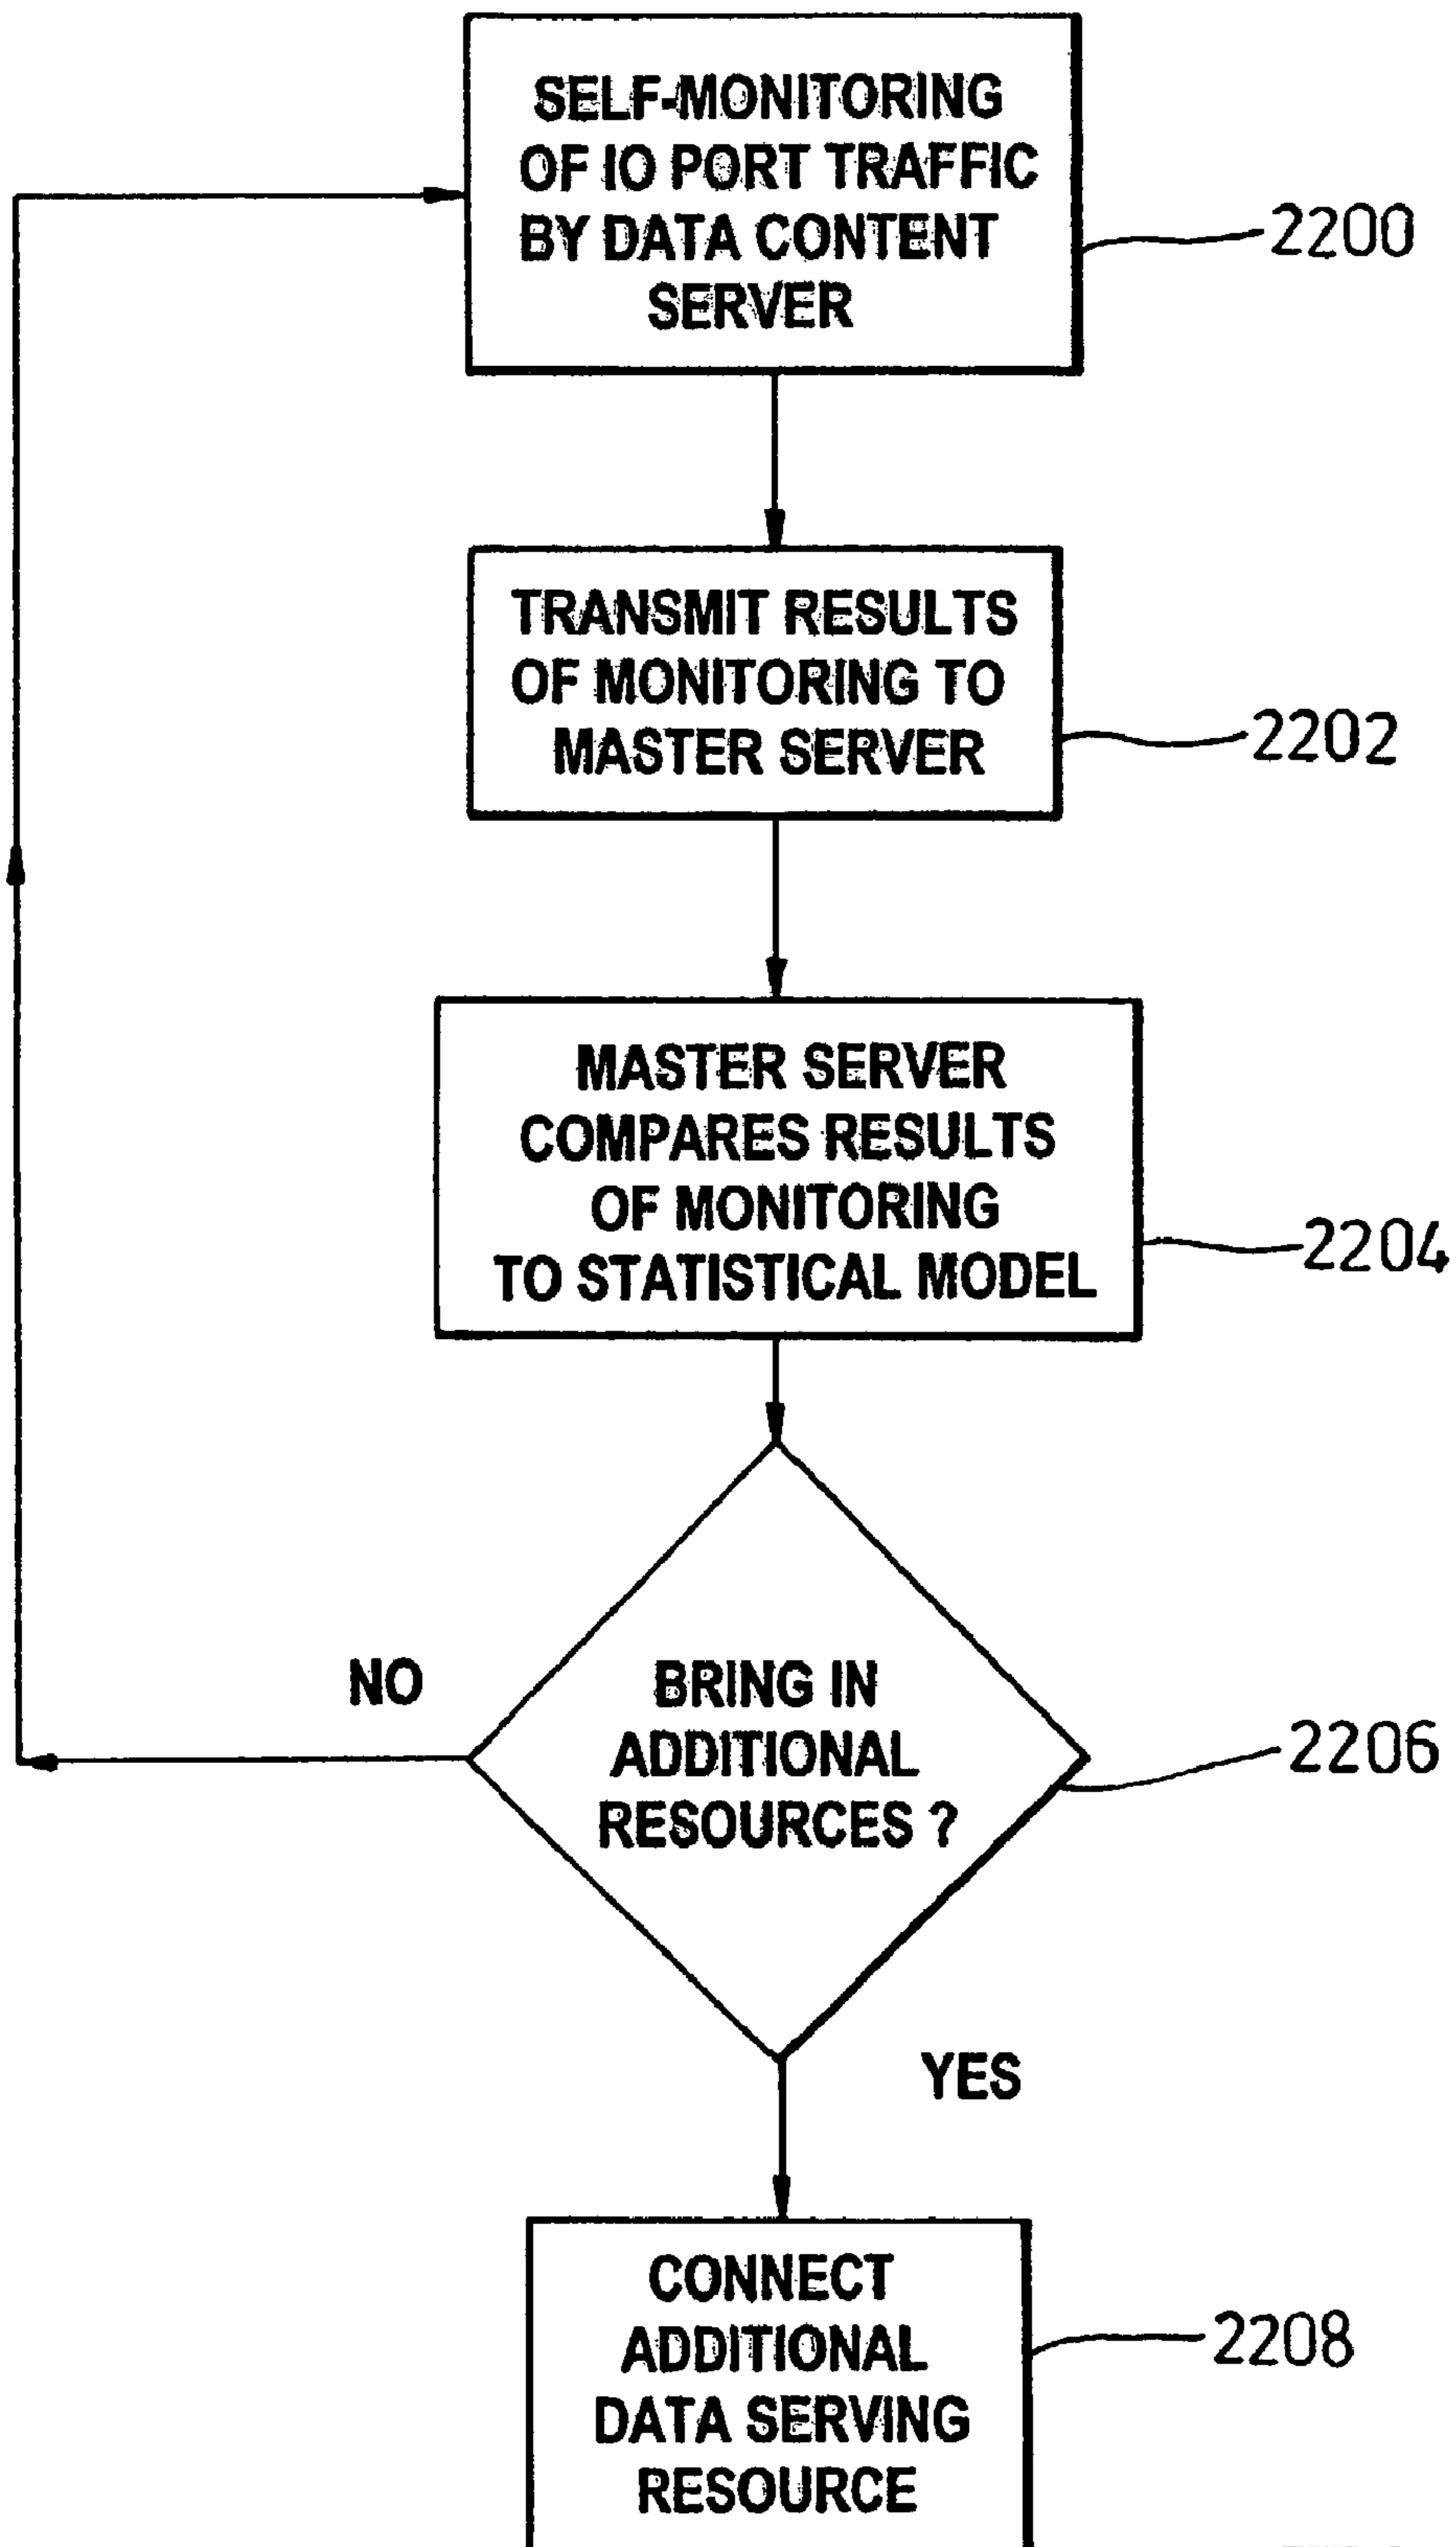 SELF-MONITORING
OF IO PORT TRAFFIC
BY DATA CONTENT
SERVER
2200
TRANSMIT RESULTS
OF MONITORING TO
MASTER SERVER
2202
MASTER SERVER
COMPARES RESULTS
OF MONITORING
TO STATISTICAL MODEL
2204
NO
BRING IN
ADDITIONAL
RESOURCES ?
2206
YES
CONNECT
ADDITIONAL
DATA SERVING
RESOURCE
2208